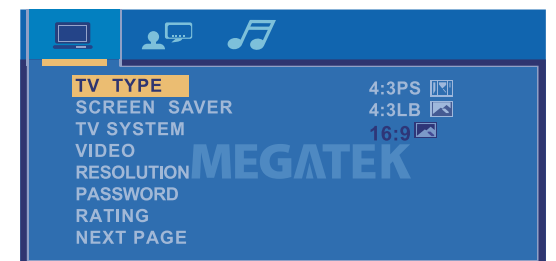 TV TYPE 4:3PS
SCREEN SAVER 4:3LB
TV SYSTEM 16:9
VIDEO
RESOLUTION
MEGATEK
PASSWORD
RATING
NEXT PAGE